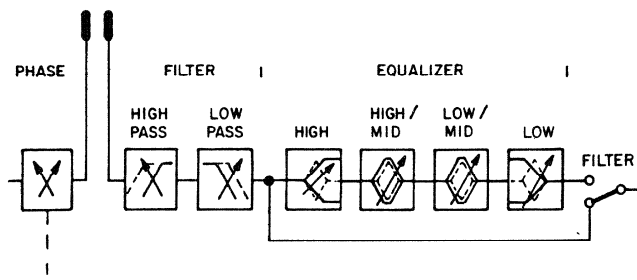 PHASE
FILTER
EQUALIZER
HIGH PASS
LOW PASS
HIGH
HIGH / MID
LOW / MID
LOW
FILTER